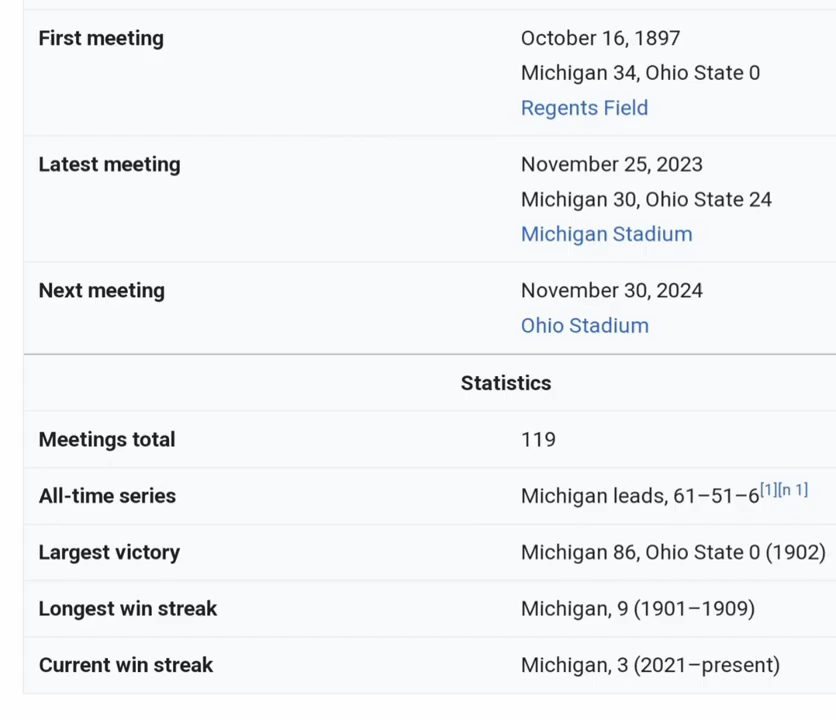 First meeting October 16, 1897
Michigan 34, Ohio State 0
Regents Field
Latest meeting November 25, 2023
Michigan 30, Ohio State 24
Michigan Stadium
Next meeting November 30, 2024
Ohio Stadium
Statistics
Meetings total 119
All-time series Michigan leads, 61–51–6[1][n 1]
Largest victory Michigan 86, Ohio State 0 (1902)
Longest win streak Michigan, 9 (1901–1909)
Current win streak Michigan, 3 (2021–present)